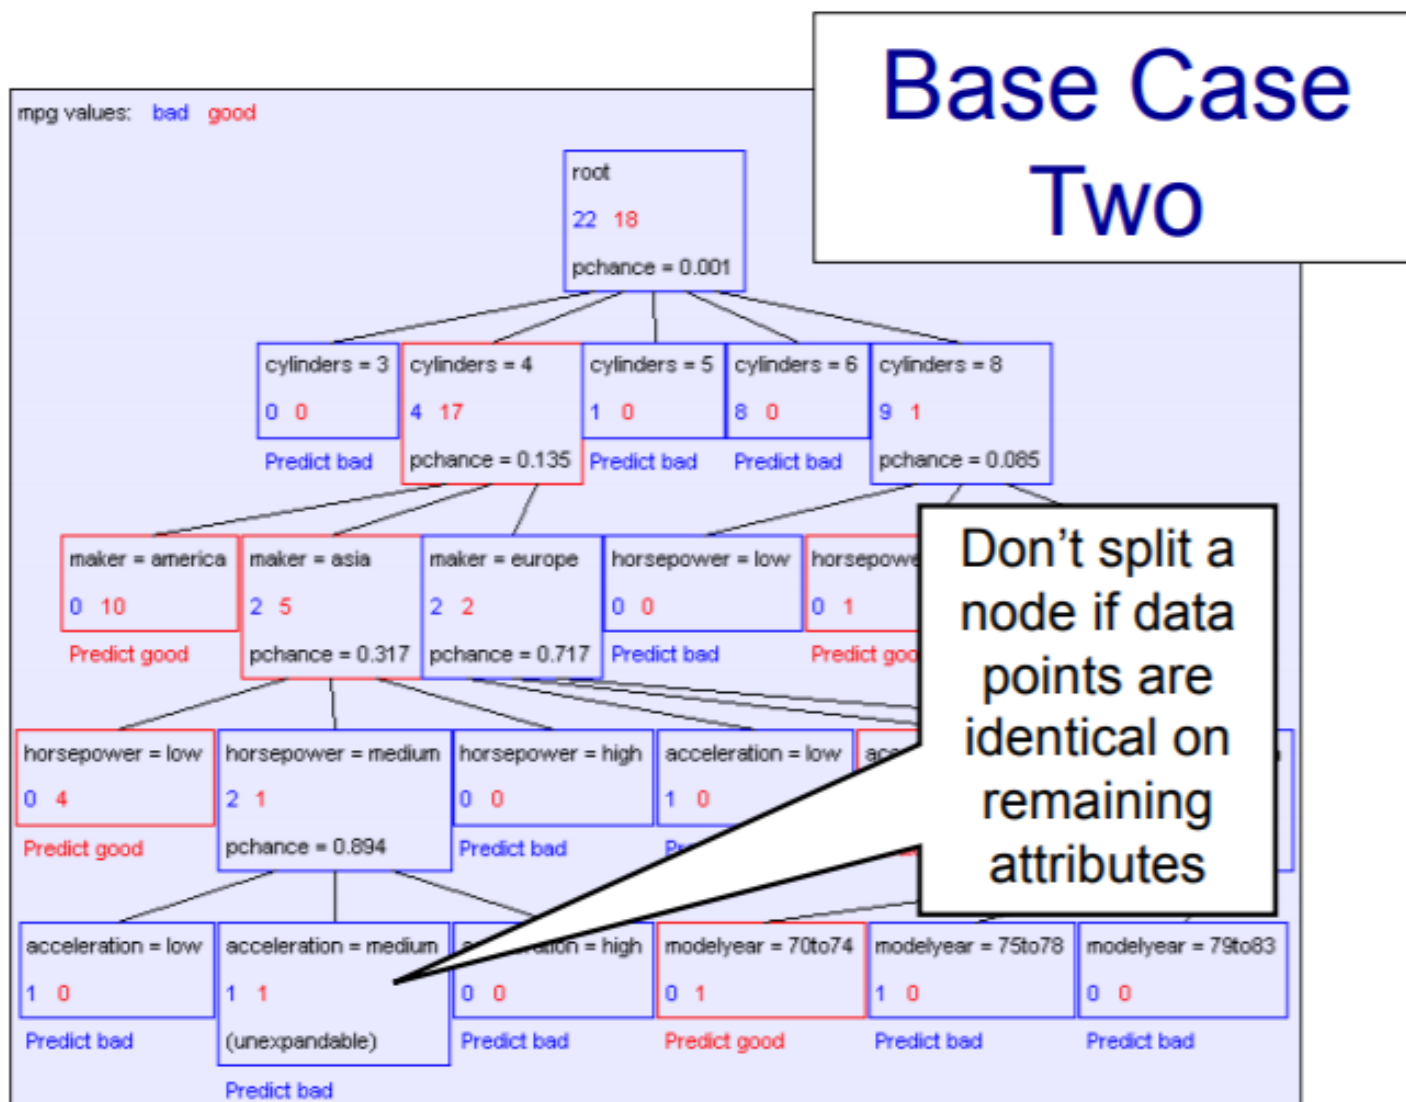 Base Case
Two
mpg values: bad good
root
22 18
pchance = 0.001
cylinders = 3 cylinders = 4 cylinders = 5 cylinders = 6 cylinders = 8
0 0 4 17 1 0 8 0 9 1
Predict bad pchance = 0.135 Predict bad Predict bad pchance = 0.085
maker = america maker = asia maker = europe horsepower = low
0 10 2 5 2 2 0 0 0 1
Predict good pchance = 0.317 pchance = 0.717 Predict bad Predict
Don't split a
node if data
points are
identical on
remaining
attributes
horsepower = low horsepower = medium horsepower = high acceleration = low
0 4 2 1 0 0 1 0
Predict good pchance = 0.894 Predict bad
acceleration = low acceleration = medium = high modelyear = 70to74 modelyear = 75to78 modelyear = 79to83
1 0 1 1 0 0 0 1 1 0 0 0
Predict bad (unexpandable) Predict bad Predict good Predict bad Predict bad
Predict bad